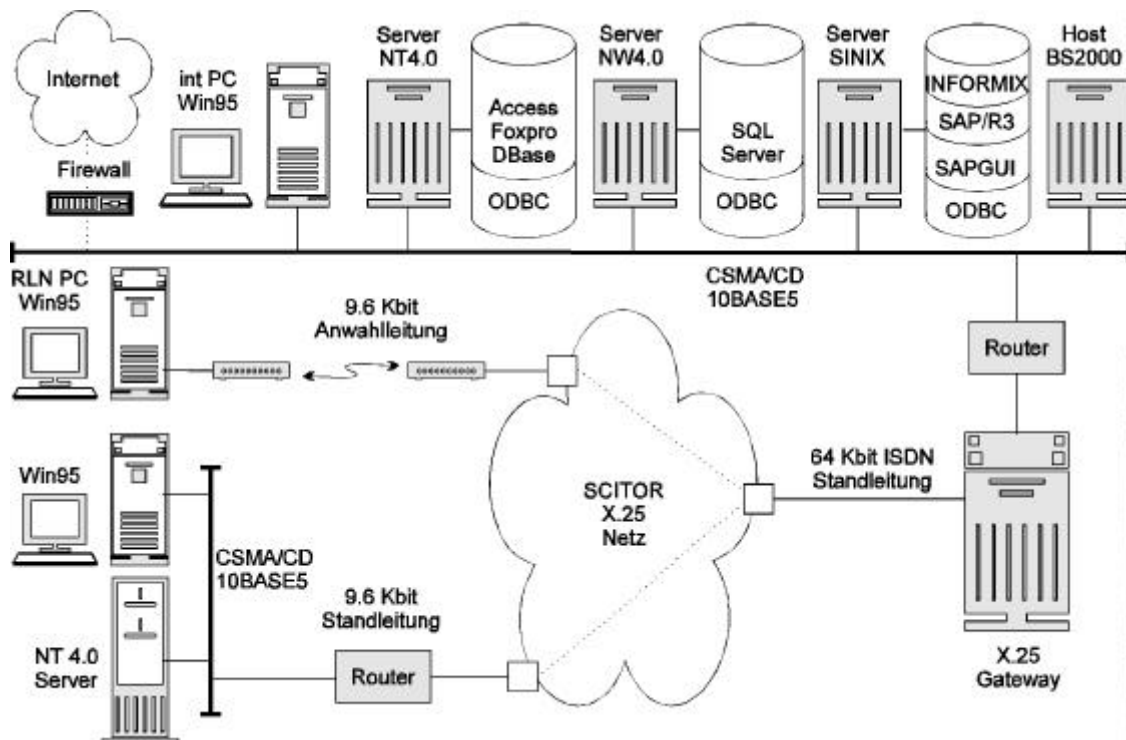 Internet
Firewall
int PC
Win95
Server
NT4.0
Access
Foxpro
DBase
ODBC
Server
NW4.0
SQL
Server
ODBC
Server
SINIX
INFORMIX
SAP/R3
SAPGUI
ODBC
Host
BS2000
CSMA/CD
10BASE5
RLN PC
Win95
9.6 Kbit
Anwahlleitung
Router
Win95
CSMA/CD
10BASE5
NT 4.0
Server
9.6 Kbit
Standleitung
Router
SCITOR
X.25
Netz
64 Kbit ISDN
Standleitung
X.25
Gateway